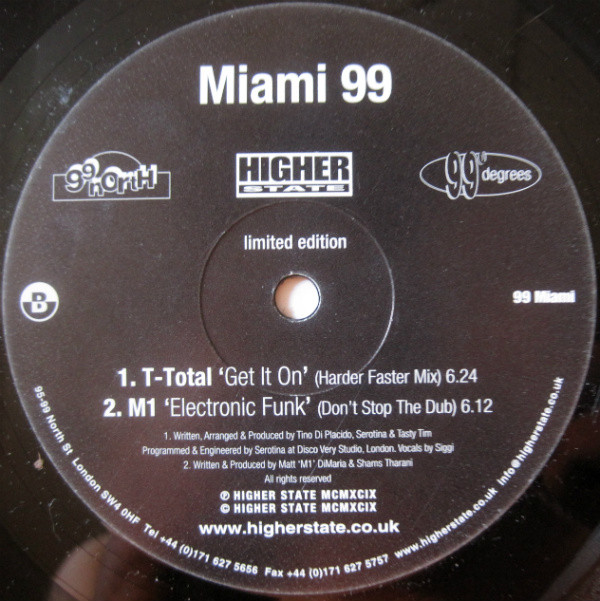 Miami 99
99 North
HIGHER
STATE
99° degrees
limited edition
B
99 Miami
1. T-Total ‘Get It On’ (Harder Faster Mix) 6.24
2. M1 ‘Electronic Funk’ (Don't Stop The Dub) 6.12
1. Written, Arranged & Produced by Tino Di Placido, Serotina & Tasty Tim
Programmed & Engineered by Serotina at Disco Very Studio, London. Vocals by Siggi
2. Written & Produced by Matt ‘M1’ DiMaria & Shams Tharani
All rights reserved
℗ HIGHER STATE MCMXCIX
© HIGHER STATE MCMXCIX
www.higherstate.co.uk
95-99 North St London SW4 0HF Tel +44 (0)171 627 5656 Fax +44 (0)171 627 5757 www.higherstate.co.uk info@higherstate.co.uk